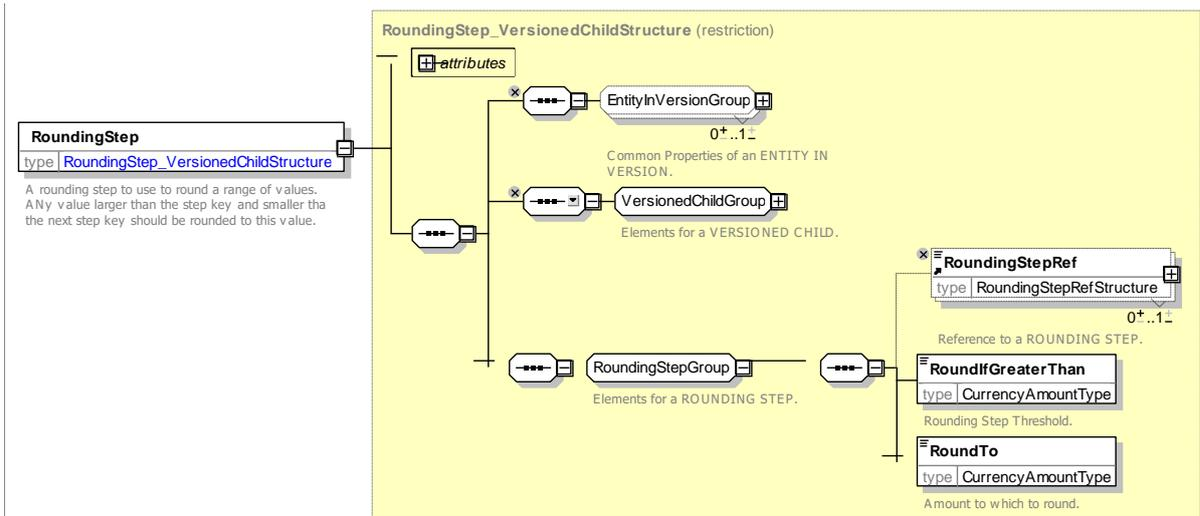 RoundingStep_VersionedChildStructure (restriction)
attributes
EntityInVersionGroup
0..1
Common Properties of an ENTITY IN
VERSION.
RoundingStep
type RoundingStep_VersionedChildStructure
A rounding step to use to round a range of values.
ANy value larger than the step key and smaller tha
the next step key should be rounded to this value.
VersionedChildGroup
Elements for a VERSIONED CHILD.
RoundingStepRef
type RoundingStepRefStructure
0..1
Reference to a ROUNDING STEP.
RoundingStepGroup
Elements for a ROUNDING STEP.
RoundIfGreaterThan
type CurrencyAmountType
Rounding Step Threshold.
RoundTo
type CurrencyAmountType
Amount to which to round.